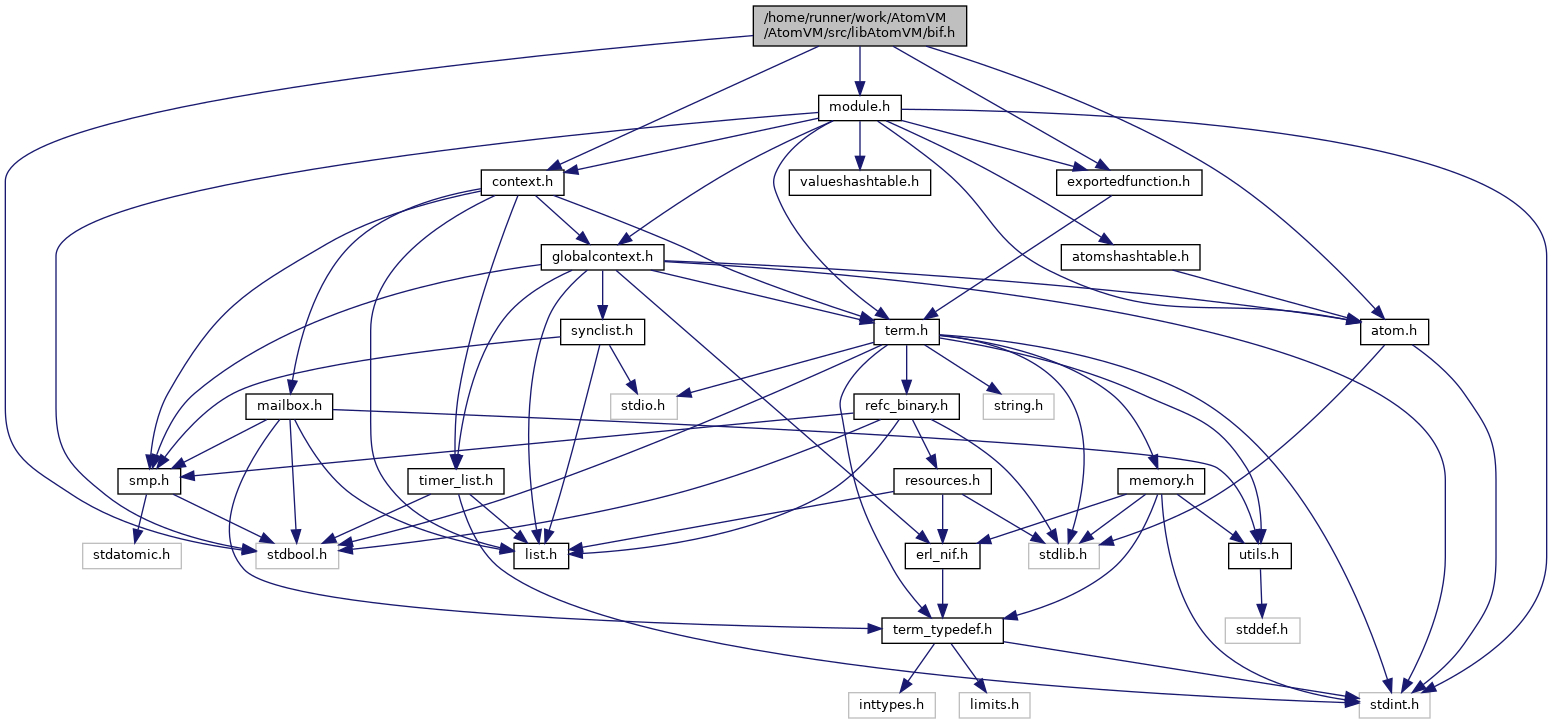 /home/runner/work/AtomVM
/AtomVM/src/libAtomVM/bif.h
module.h
context.h
valueshashtable.h
exportedfunction.h
globalcontext.h
atomshashtable.h
synclist.h
term.h
atom.h
mailbox.h
stdio.h
refc_binary.h
string.h
smp.h
timer_list.h
resources.h
memory.h
stdatomic.h
stdbool.h
list.h
erl_nif.h
stdlib.h
utils.h
term_typedef.h
stddef.h
inttypes.h
limits.h
stdint.h